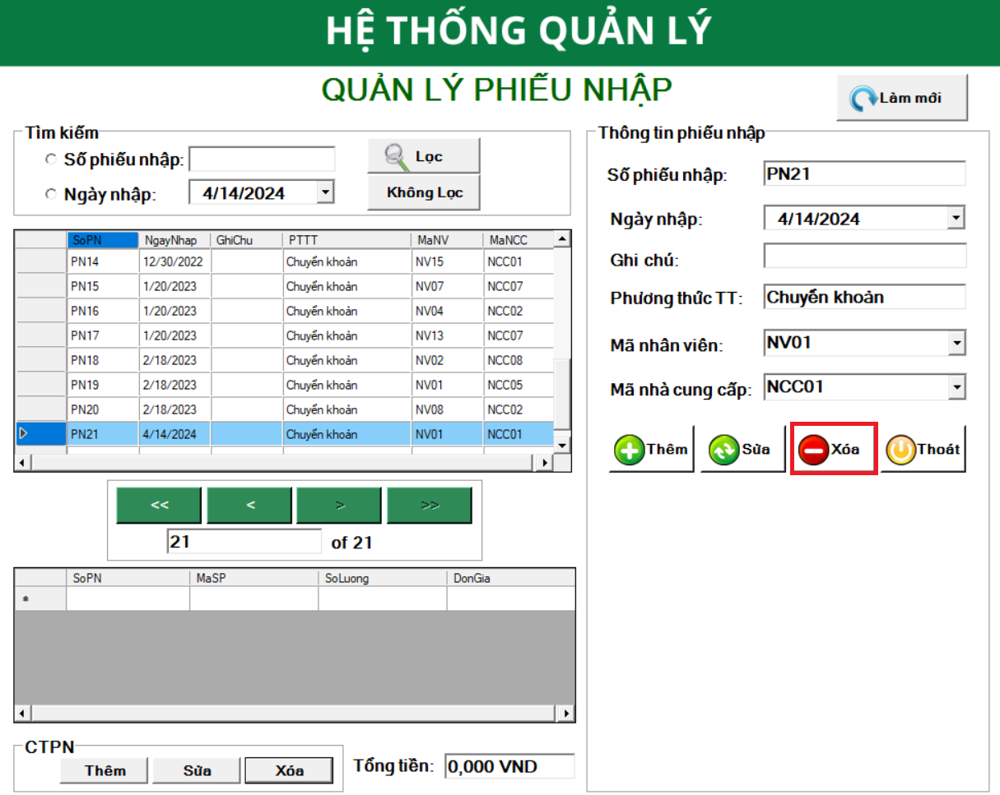 HỆ THỐNG QUẢN LÝ
QUẢN LÝ PHIẾU NHẬP
Làm mới
Tìm kiếm
Số phiếu nhập:
Lọc
Ngày nhập: 4/14/2024
Không Lọc
SoPN NgayNhap GhiChu PTTT MaNV MaNCC
PN14 12/30/2022 Chuyển khoản NV15 NCC01
PN15 1/20/2023 Chuyển khoản NV07 NCC07
PN16 1/20/2023 Chuyển khoản NV04 NCC02
PN17 1/20/2023 Chuyển khoản NV13 NCC07
PN18 2/18/2023 Chuyển khoản NV02 NCC08
PN19 2/18/2023 Chuyển khoản NV01 NCC05
PN20 2/18/2023 Chuyển khoản NV08 NCC02
PN21 4/14/2024 Chuyển khoản NV01 NCC01
<< < > >>
21 of 21
SoPN MaSP SoLuong DonGia
*
CTPN
Thêm Sửa Xóa
Tổng tiền: 0,000 VND
Thông tin phiếu nhập
Số phiếu nhập: PN21
Ngày nhập: 4/14/2024
Ghi chú:
Phương thức TT: Chuyển khoản
Mã nhân viên: NV01
Mã nhà cung cấp: NCC01
Thêm Sửa Xóa Thoát